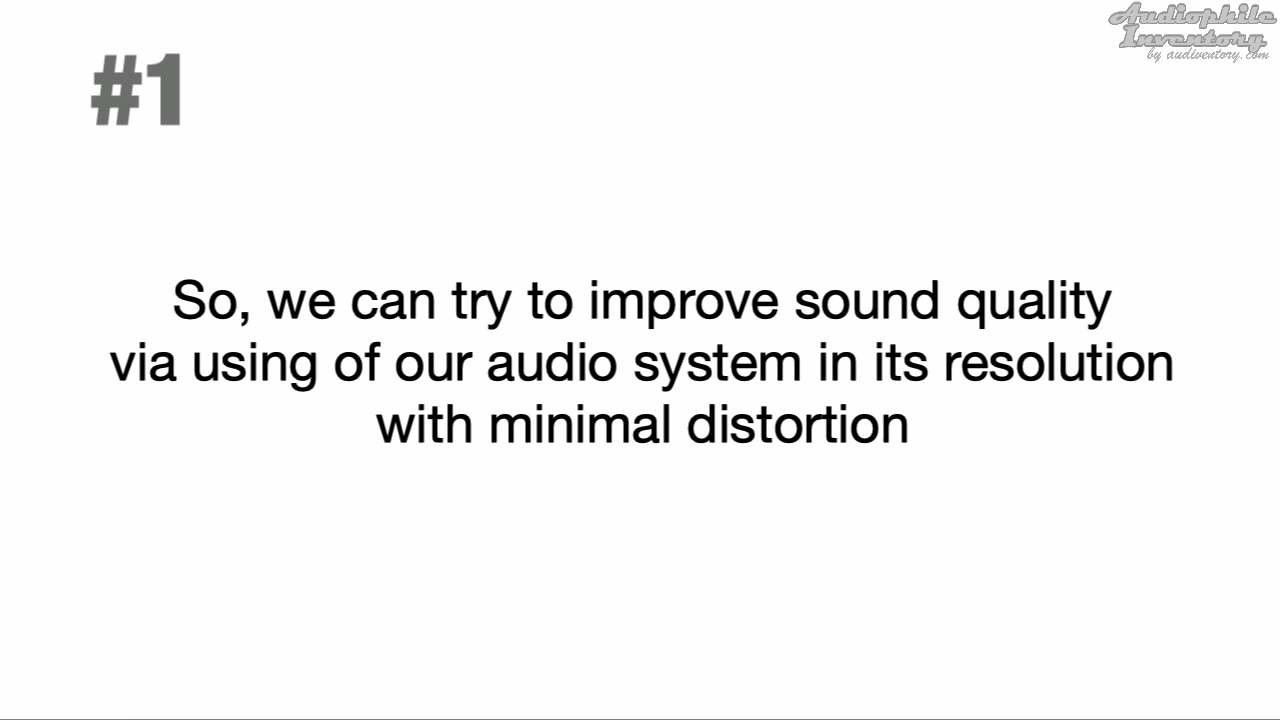 #1
Audiophile
Inventory
by audiventory.com
So, we can try to improve sound quality
via using of our audio system in its resolution
with minimal distortion